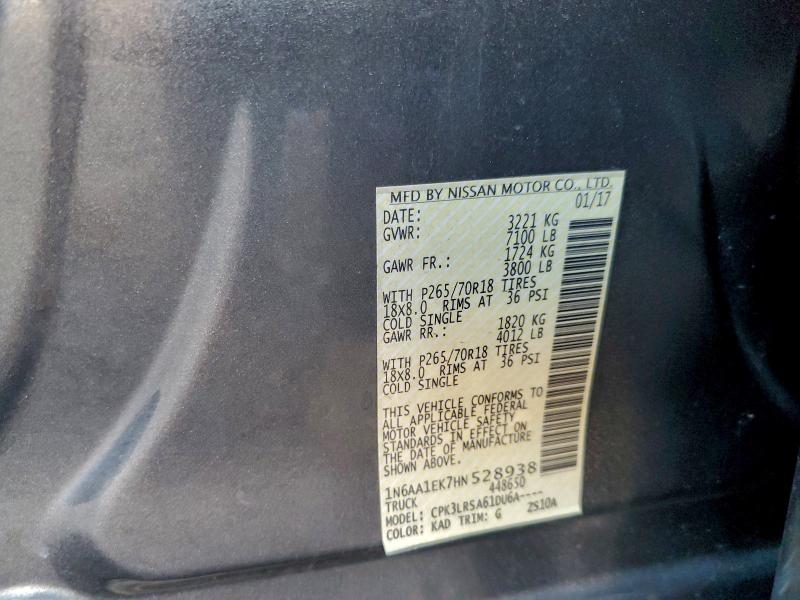 MFD BY NISSAN MOTOR CO., LTD.
DATE: 01/17
GVWR: 3221 KG
7100 LB
GAWR FR.: 1724 KG
3800 LB
WITH P265/70R18 TIRES
18X8.0 RIMS AT 36 PSI
COLD SINGLE
GAWR RR.: 1820 KG
4012 LB
WITH P265/70R18 TIRES
18X8.0 RIMS AT 36 PSI
COLD SINGLE
THIS VEHICLE CONFORMS TO
ALL APPLICABLE FEDERAL
MOTOR VEHICLE SAFETY
STANDARDS IN EFFECT ON
THE DATE OF MANUFACTURE
SHOWN ABOVE.
1N6AA1EK7HN528938
TRUCK 448650
MODEL: CPK3LRSA61DU6A----
COLOR: KAD TRIM: G ZS10A